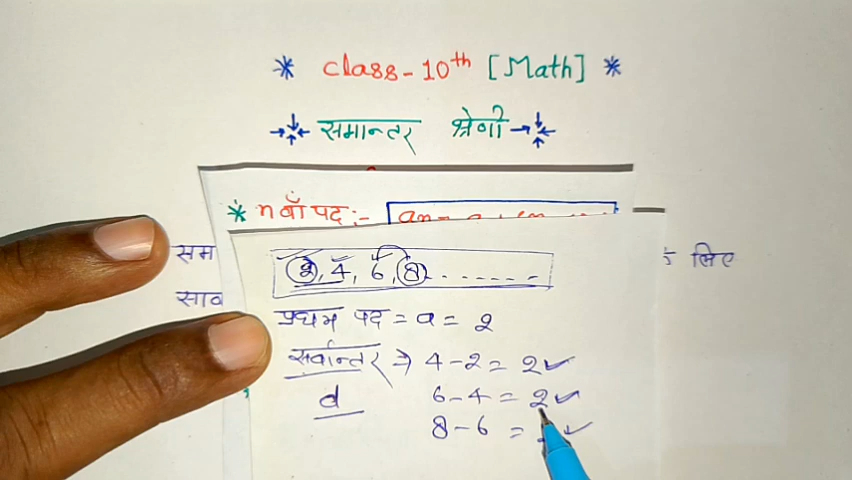 * Class-10th [Math] *
समान्तर श्रेणी
* n वाँ पद :-
सम
के लिए
साव
2, 4, 6, 8 .......
प्रथम पद = a = 2
सर्वान्तर ⇒ 4-2 = 2 ✓
d 6-4 = 2 ✓
8-6 = ✓